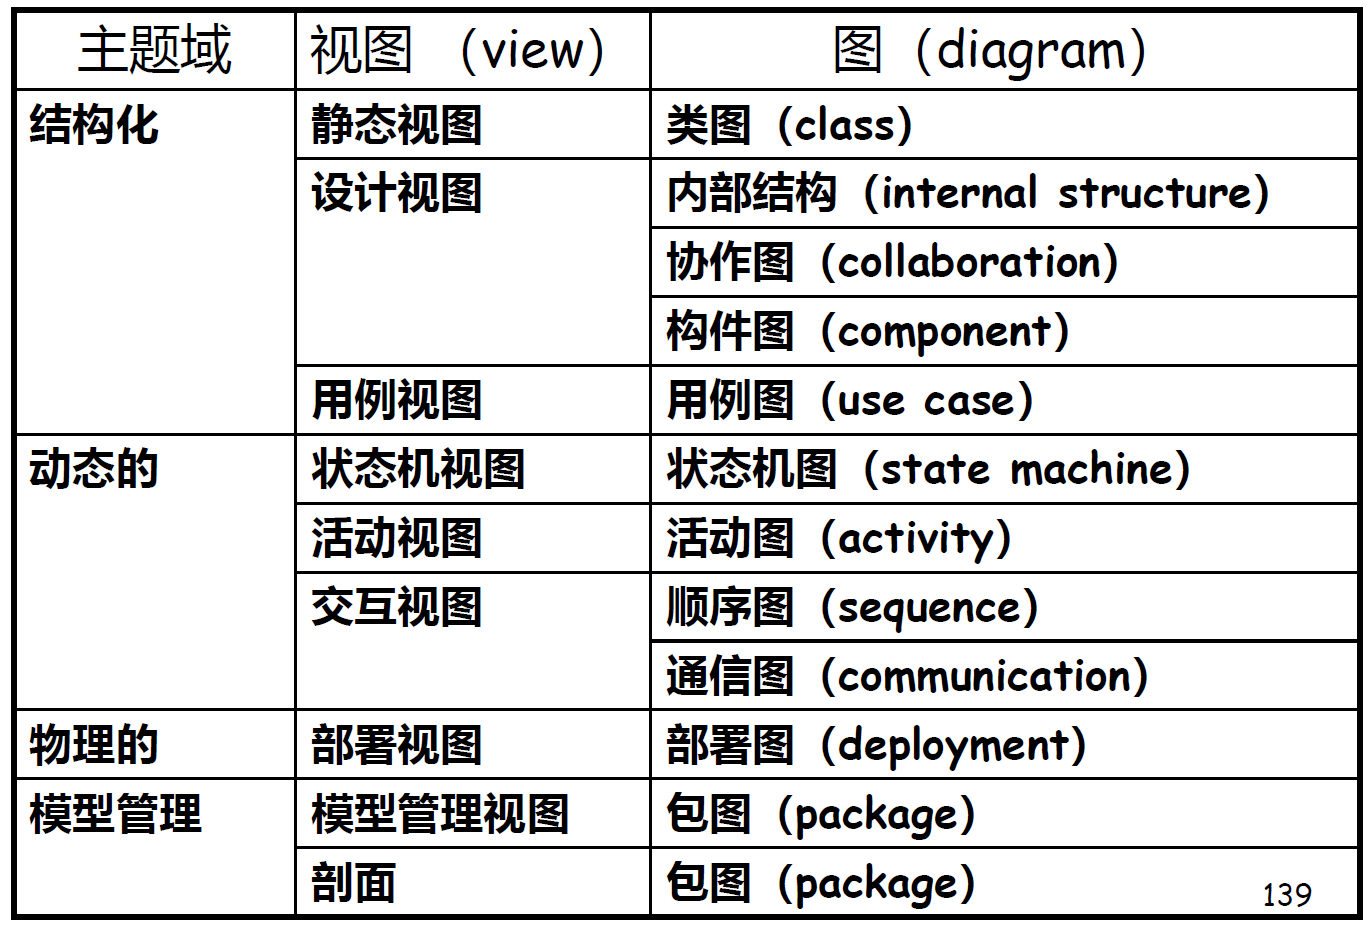 主题域 视图 （view） 图（diagram）
结构化 静态视图 类图（class）
设计视图 内部结构（internal structure）
协作图（collaboration）
构件图（component）
用例视图 用例图（use case）
动态的 状态机视图 状态机图（state machine）
活动视图 活动图（activity）
交互视图 顺序图（sequence）
通信图（communication）
物理的 部署视图 部署图（deployment）
模型管理 模型管理视图 包图（package）
剖面 包图（package）
139